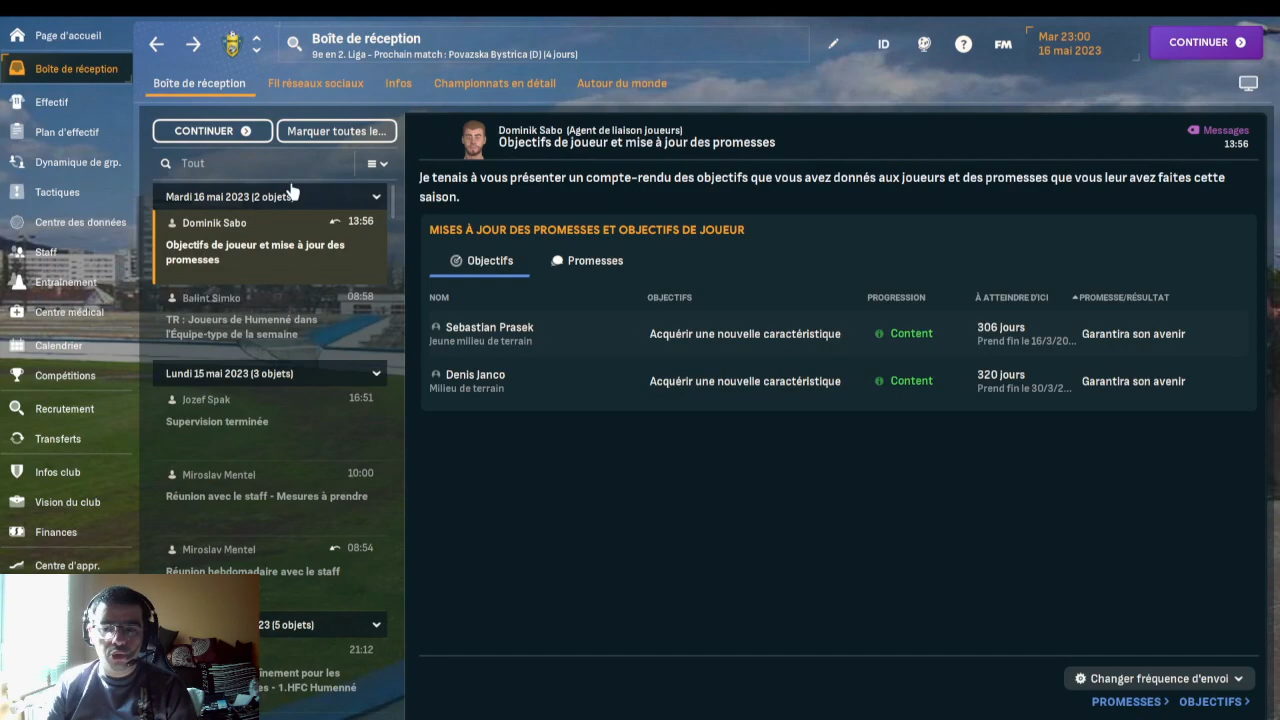 Page d'accueil
Boîte de réception
Effectif
Plan d'effectif
Dynamique de grp.
Tactiques
Centre des données
Staff
Entraînement
Centre médical
Calendrier
Compétitions
Recrutement
Transferts
Infos club
Vision du club
Finances
Centre d'appr.
Boîte de réception
9e en 2. Liga - Prochain match : Povazska Bystrica (D) (4 jours)
ID
?
FM
Mar 23:00
16 mai 2023
CONTINUER
Boîte de réception
Fil réseaux sociaux
Infos
Championnats en détail
Autour du monde
CONTINUER
Marquer toutes le...
Tout
Mardi 16 mai 2023 (2 objets)
Dominik Sabo
13:56
Objectifs de joueur et mise à jour des
promesses
Balint Simko
08:58
TR : Joueurs de Humenné dans
l'Équipe-type de la semaine
Lundi 15 mai 2023 (3 objets)
Jozef Spak
16:51
Supervision terminée
Miroslav Mentel
10:00
Réunion avec le staff - Mesures à prendre
Miroslav Mentel
08:54
Réunion hebdomadaire avec le staff
23 (5 objets)
21:12
înement pour les
s - 1.HFC Humenné
Dominik Sabo (Agent de liaison joueurs)
Objectifs de joueur et mise à jour des promesses
Messages
13:56
Je tenais à vous présenter un compte-rendu des objectifs que vous avez donnés aux joueurs et des promesses que vous leur avez faites cette
saison.
MISES À JOUR DES PROMESSES ET OBJECTIFS DE JOUEUR
Objectifs
Promesses
NOM
OBJECTIFS
PROGRESSION
À ATTEINDRE D'ICI
PROMESSE/RÉSULTAT
Sebastian Prasek
Jeune milieu de terrain
Acquérir une nouvelle caractéristique
Content
306 jours
Prend fin le 16/3/20...
Garantira son avenir
Denis Janco
Milieu de terrain
Acquérir une nouvelle caractéristique
Content
320 jours
Prend fin le 30/3/2...
Garantira son avenir
Changer fréquence d'envoi
PROMESSES >
OBJECTIFS >